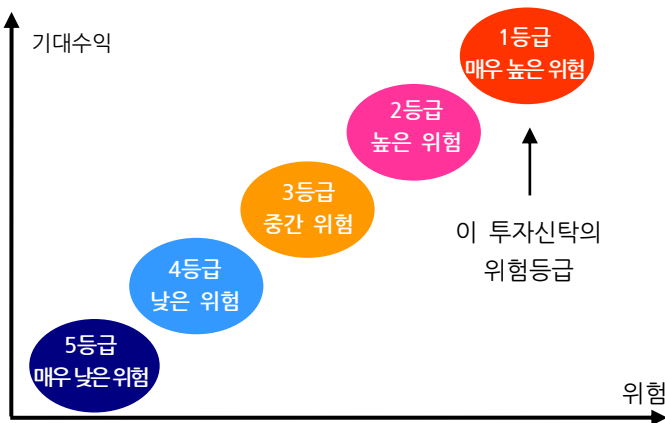 기대수익
1등급
매우 높은 위험
2등급
높은 위험
3등급
중간 위험
이 투자신탁의
위험등급
4등급
낮은 위험
5등급
매우 낮은 위험
위험